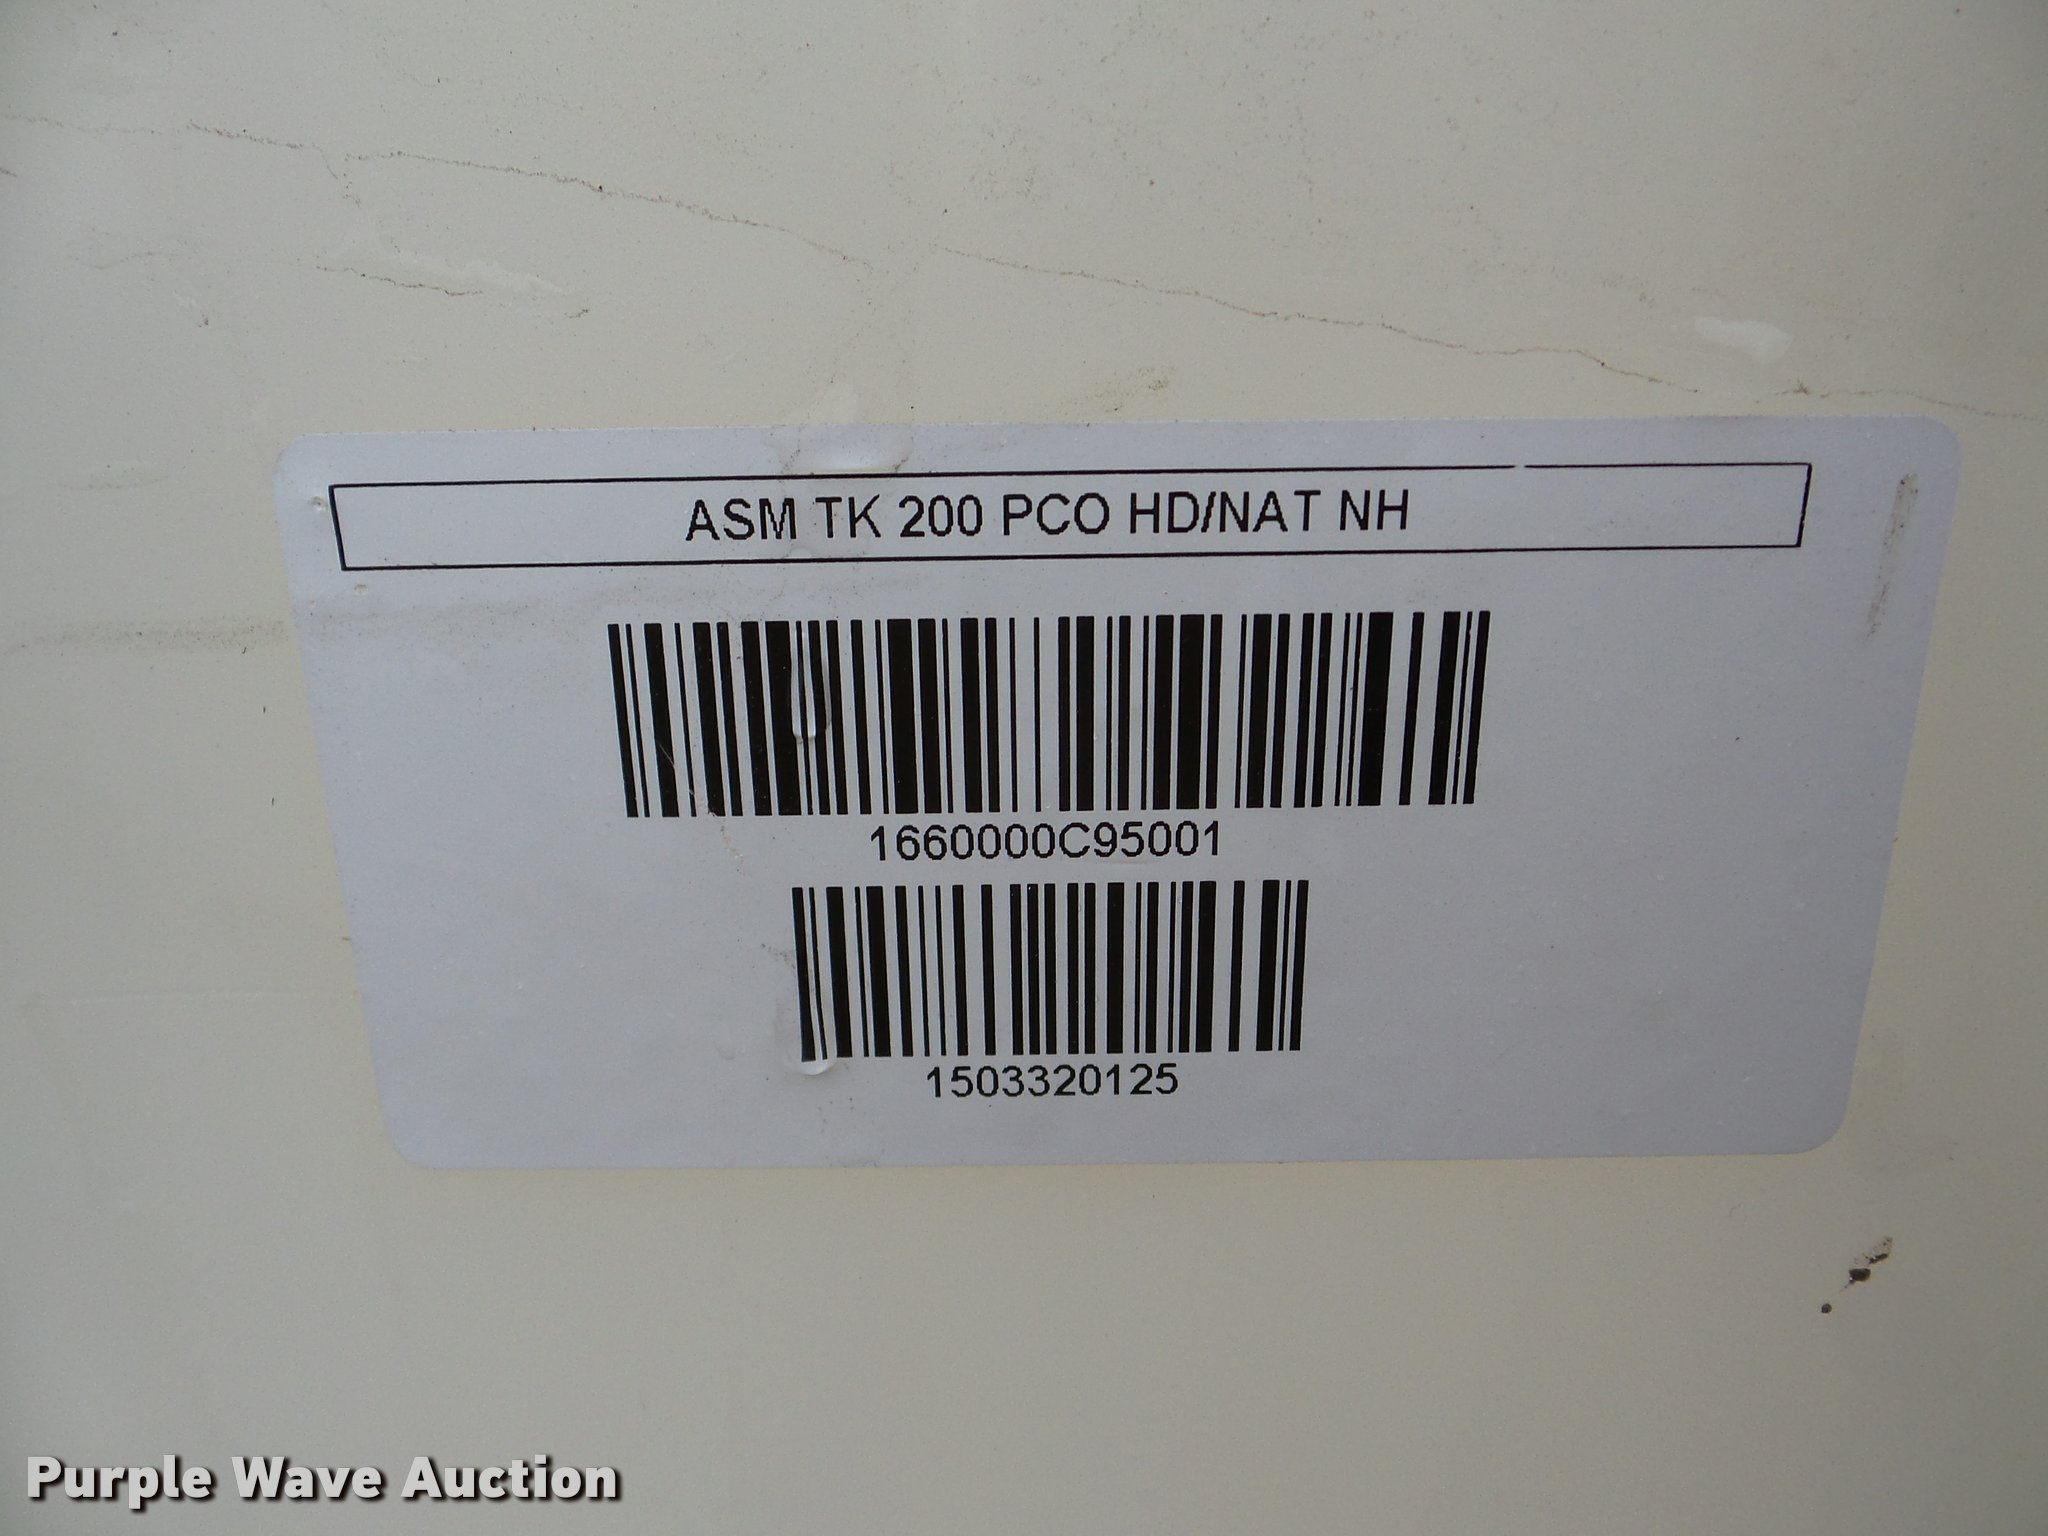 ASM TK 200 PCO HD/NAT NH
1660000C95001
1503320125
Purple Wave Auction